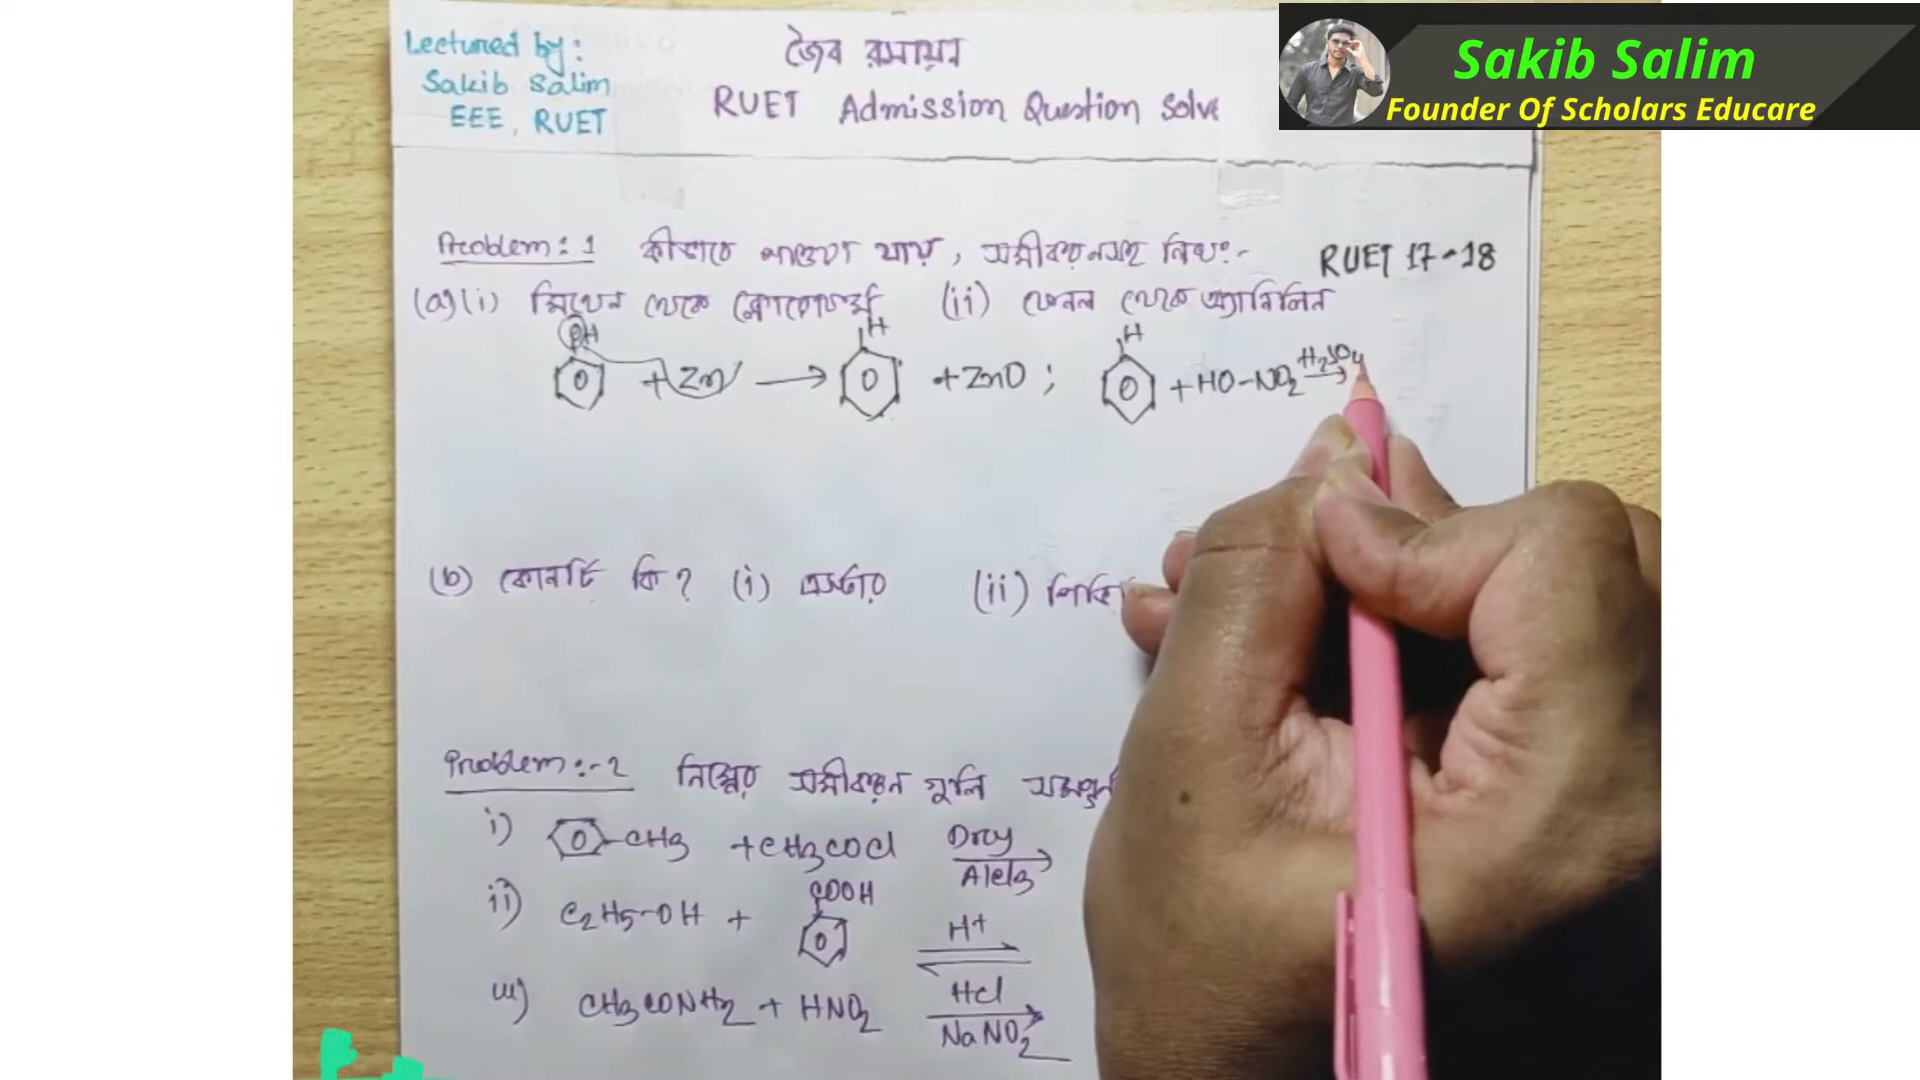 Lectured by:
Sakib Salim
EEE, RUET
জৈব রসায়ন
RUET Admission Question Solve
Sakib Salim
Founder Of Scholars Educare
Problem: 1 কীভাবে পাওয়া যায়, সমীকরণসহ লিখ:- RUET 17-18
(a)(i) মিথেন থেকে ক্লোরোফর্ম (ii) ফেনল থেকে অ্যানিলিন
OH H H
+ Zn → + ZnO ; + HO-NO2 H2SO4 →
(b) কোনটি কি? (i) এস্টার (ii)
Problem:-2 নিম্নের সমীকরণ গুলি
i) CH3 + CH3COCl Dry AlCl3
ii) C2H5-OH + COOH H+
iii) CH3CONH2 + HNO2 HCl NaNO2